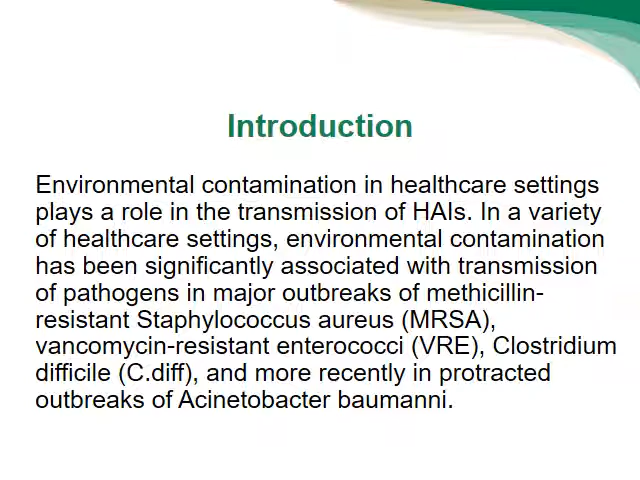 Introduction
Environmental contamination in healthcare settings
plays a role in the transmission of HAIs. In a variety
of healthcare settings, environmental contamination
has been significantly associated with transmission
of pathogens in major outbreaks of methicillin-
resistant Staphylococcus aureus (MRSA),
vancomycin-resistant enterococci (VRE), Clostridium
difficile (C.diff), and more recently in protracted
outbreaks of Acinetobacter baumanni.